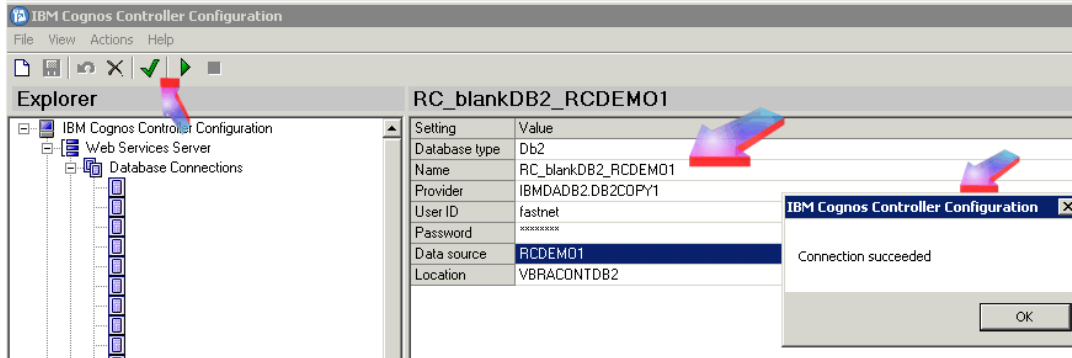 IBM Cognos Controller Configuration
File View Actions Help
Explorer
RC_blankDB2_RCDEMO1
IBM Cognos Controller Configuration
Web Services Server
Database Connections
Setting Value
Database type Db2
Name RC_blankDB2_RCDEMO1
Provider IBMDADB2.DB2COPY1
User ID fastnet
Password ********
Data source RCDEMO1
Location VBRACONTDB2
IBM Cognos Controller Configuration
Connection succeeded
OK